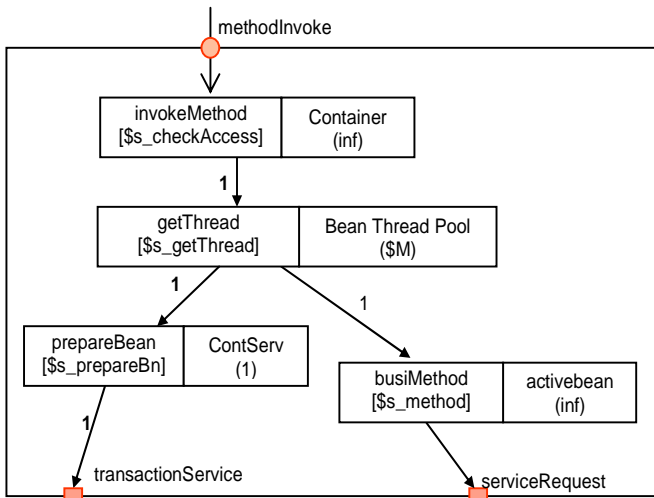 methodInvoke
invokeMethod
[$s_checkAccess]
Container
(inf)
1
getThread
[$s_getThread]
Bean Thread Pool
($M)
1
1
prepareBean
[$s_prepareBn]
ContServ
(1)
busiMethod
[$s_method]
activebean
(inf)
1
transactionService
serviceRequest